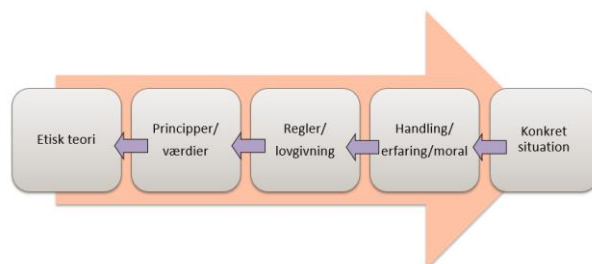 Etisk teori
Principper/
værdier
Regler/
lovgivning
Handling/
erfaring/moral
Konkret
situation